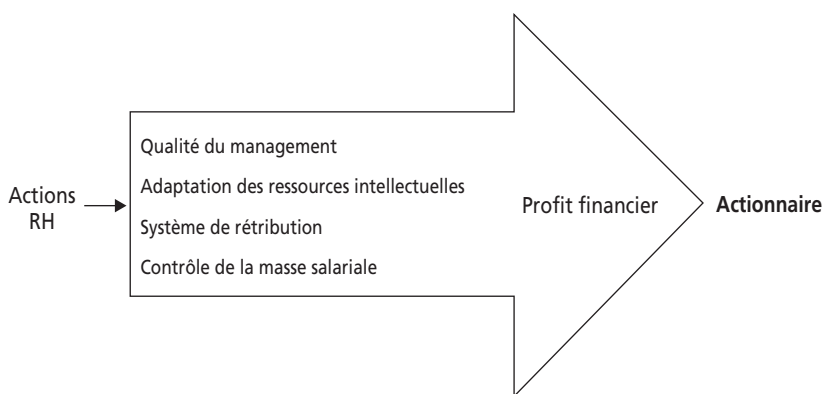 Actions
RH
Qualité du management
Adaptation des ressources intellectuelles
Système de rétribution
Contrôle de la masse salariale
Profit financier
Actionnaire